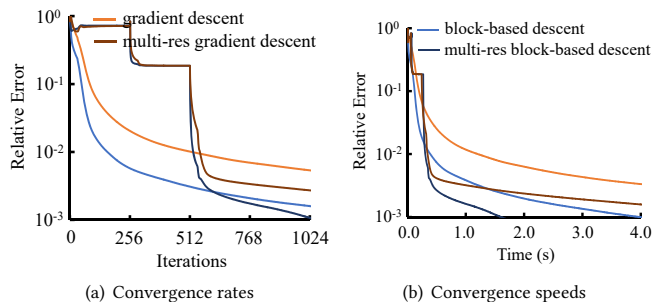 gradient descent
multi-res gradient descent
Relative Error
10^0
10^-1
10^-2
10^-3
0 256 512 768 1024
Iterations
(a) Convergence rates
block-based descent
multi-res block-based descent
Relative Error
10^0
10^-1
10^-2
10^-3
0.0 1.0 2.0 3.0 4.0
Time (s)
(b) Convergence speeds